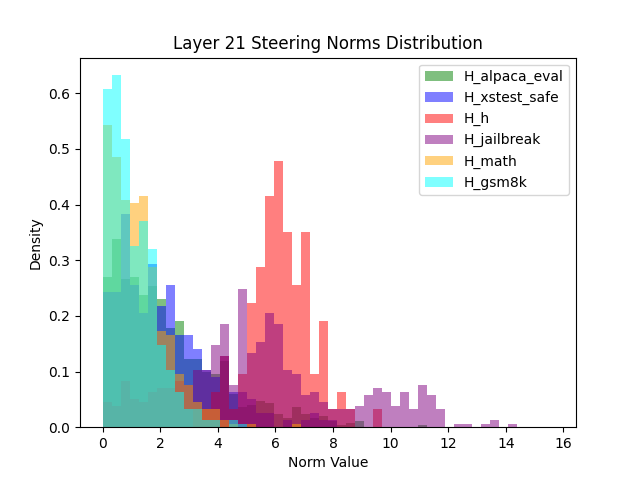 Layer 21 Steering Norms Distribution
H_alpaca_eval
H_xstest_safe
H_h
H_jailbreak
H_math
H_gsm8k
Density
0.6
0.5
0.4
0.3
0.2
0.1
0.0
0 2 4 6 8 10 12 14 16
Norm Value